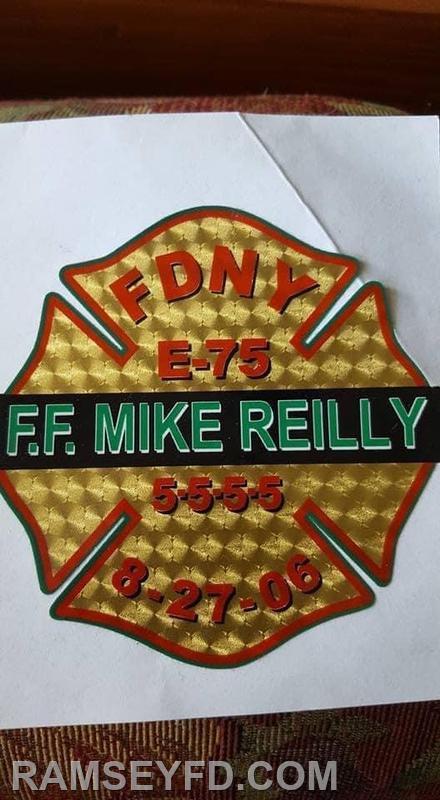 FDNY
E-75
F.F. MIKE REILLY
5-5-5-5
8-27-06
RAMSEYFD.COM